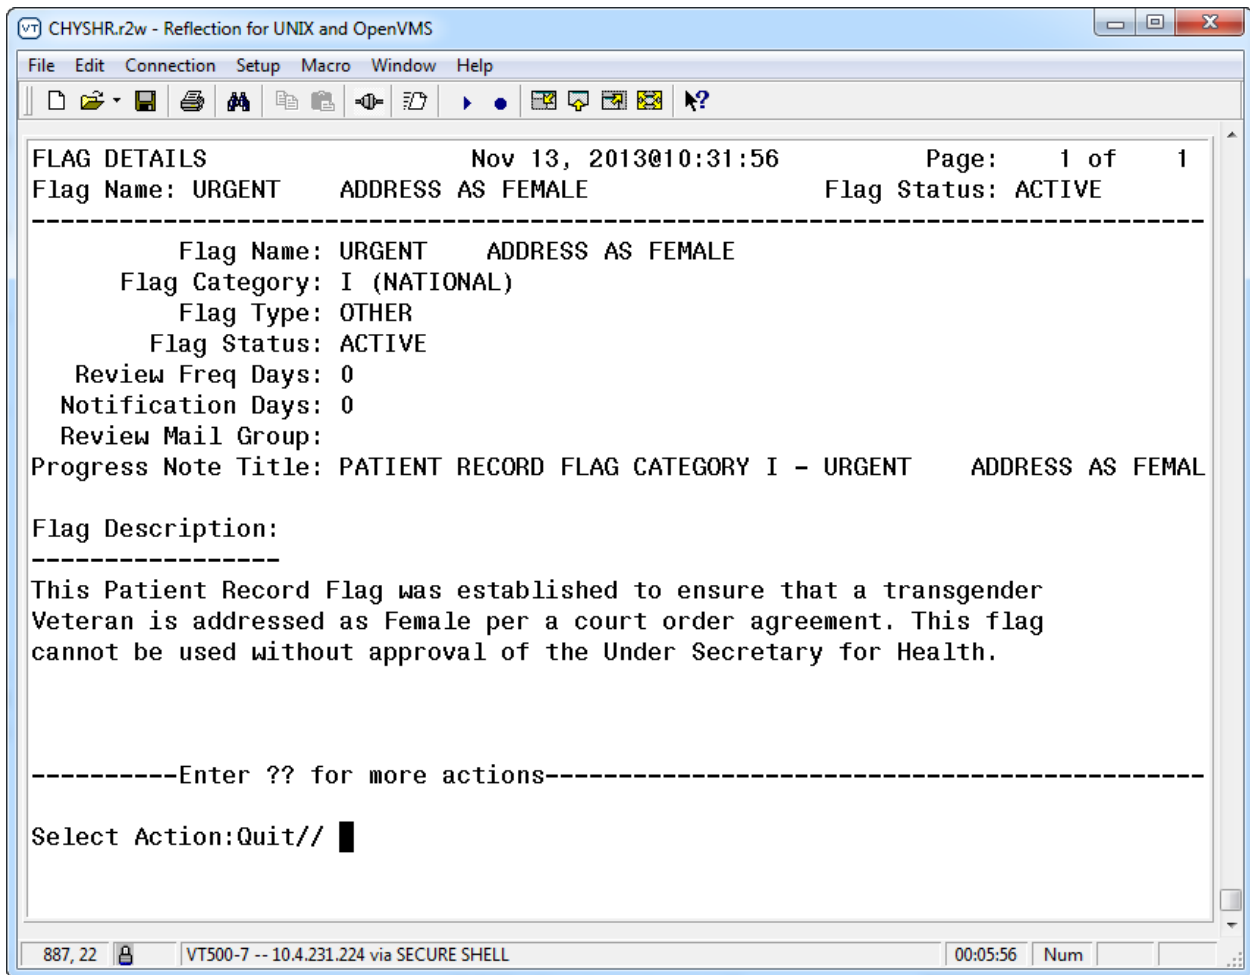 VT CHYSHR.r2w - Reflection for UNIX and OpenVMS
File Edit Connection Setup Macro Window Help
FLAG DETAILS Nov 13, 2013@10:31:56 Page: 1 of 1
Flag Name: URGENT ADDRESS AS FEMALE Flag Status: ACTIVE
--------------------------------------------------------------------------------
Flag Name: URGENT ADDRESS AS FEMALE
Flag Category: I (NATIONAL)
Flag Type: OTHER
Flag Status: ACTIVE
Review Freq Days: 0
Notification Days: 0
Review Mail Group:
Progress Note Title: PATIENT RECORD FLAG CATEGORY I - URGENT ADDRESS AS FEMAL
Flag Description:
-----------------
This Patient Record Flag was established to ensure that a transgender
Veteran is addressed as Female per a court order agreement. This flag
cannot be used without approval of the Under Secretary for Health.
----------Enter ?? for more actions---------------------------------------------
Select Action:Quit//
887, 22 VT500-7 -- 10.4.231.224 via SECURE SHELL 00:05:56 Num